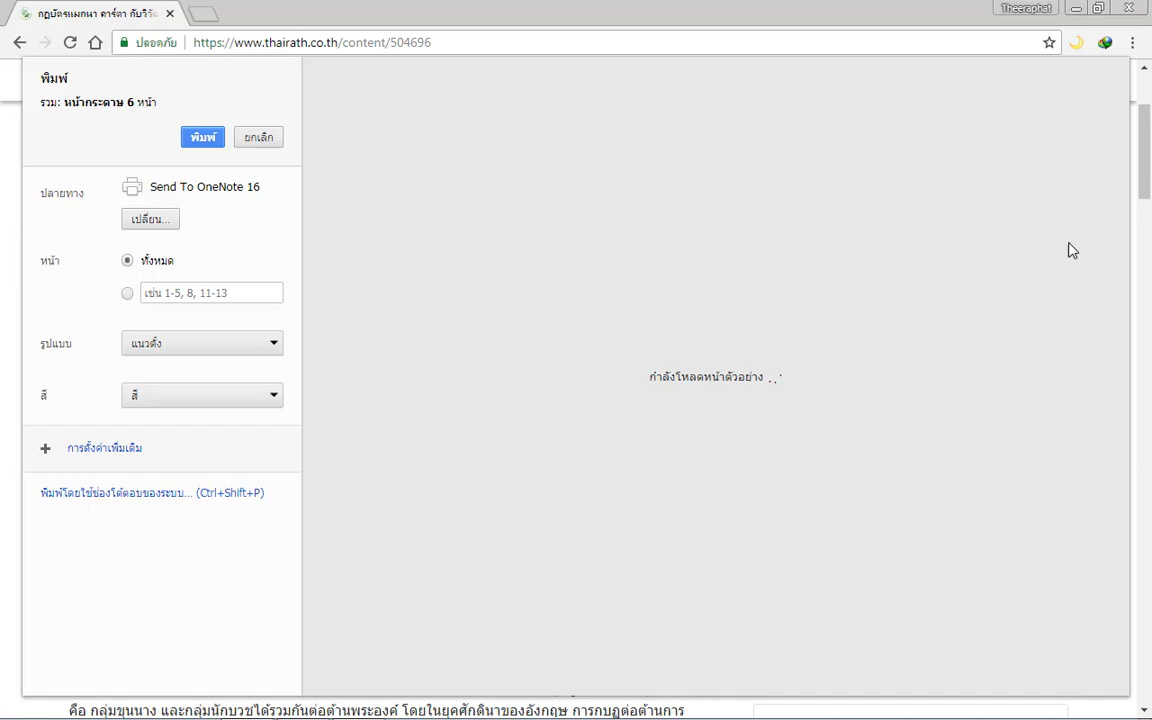 กฎบัตรแมกนา คาร์ตา กับวิวั
Theeraphat
ปลอดภัย
https://www.thairath.co.th/content/504696
พิมพ์
รวม: หน้ากระดาษ 6 หน้า
พิมพ์
ยกเลิก
ปลายทาง
Send To OneNote 16
เปลี่ยน...
หน้า
ทั้งหมด
เช่น 1-5, 8, 11-13
รูปแบบ
แนวตั้ง
สี
สี
การตั้งค่าเพิ่มเติม
พิมพ์โดยใช้ช่องโต้ตอบของระบบ... (Ctrl+Shift+P)
กำลังโหลดหน้าตัวอย่าง
คือ กลุ่มขุนนาง และกลุ่มนักบวชได้รวมกันต่อต้านพระองค์ โดยในยุคศักดินาของอังกฤษ การกบฏต่อต้านการ